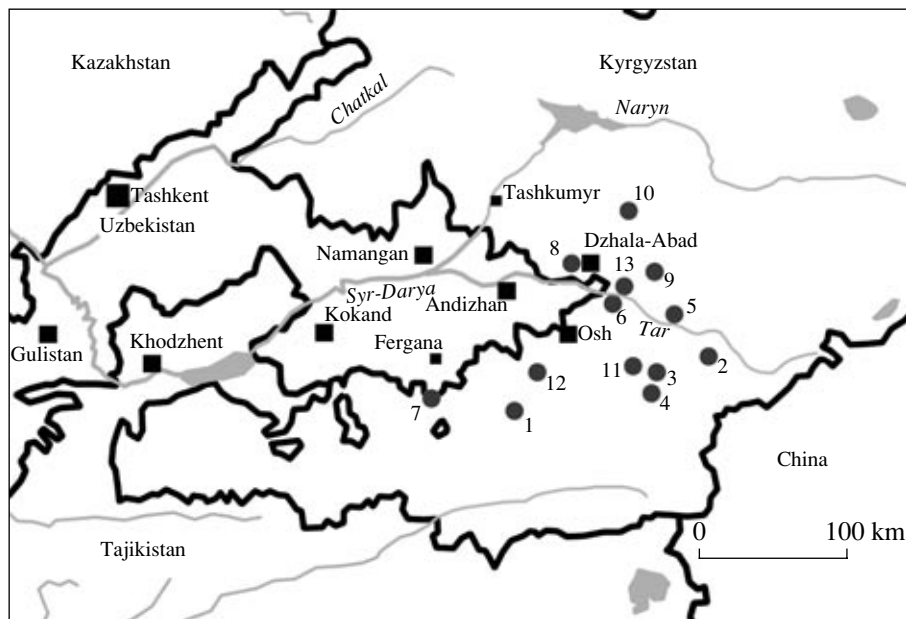 Kazakhstan
Kyrgyzstan
Chatkal
Naryn
Tashkent
Uzbekistan
Tashkumyr
10
Namangan
8
Dzhala-Abad
13
9
Syr-Darya
Andizhan
6
5
Kokand
Tar
Gulistan
Khodzhent
Fergana
Osh
11
3
2
12
4
7
1
China
0
100 km
Tajikistan